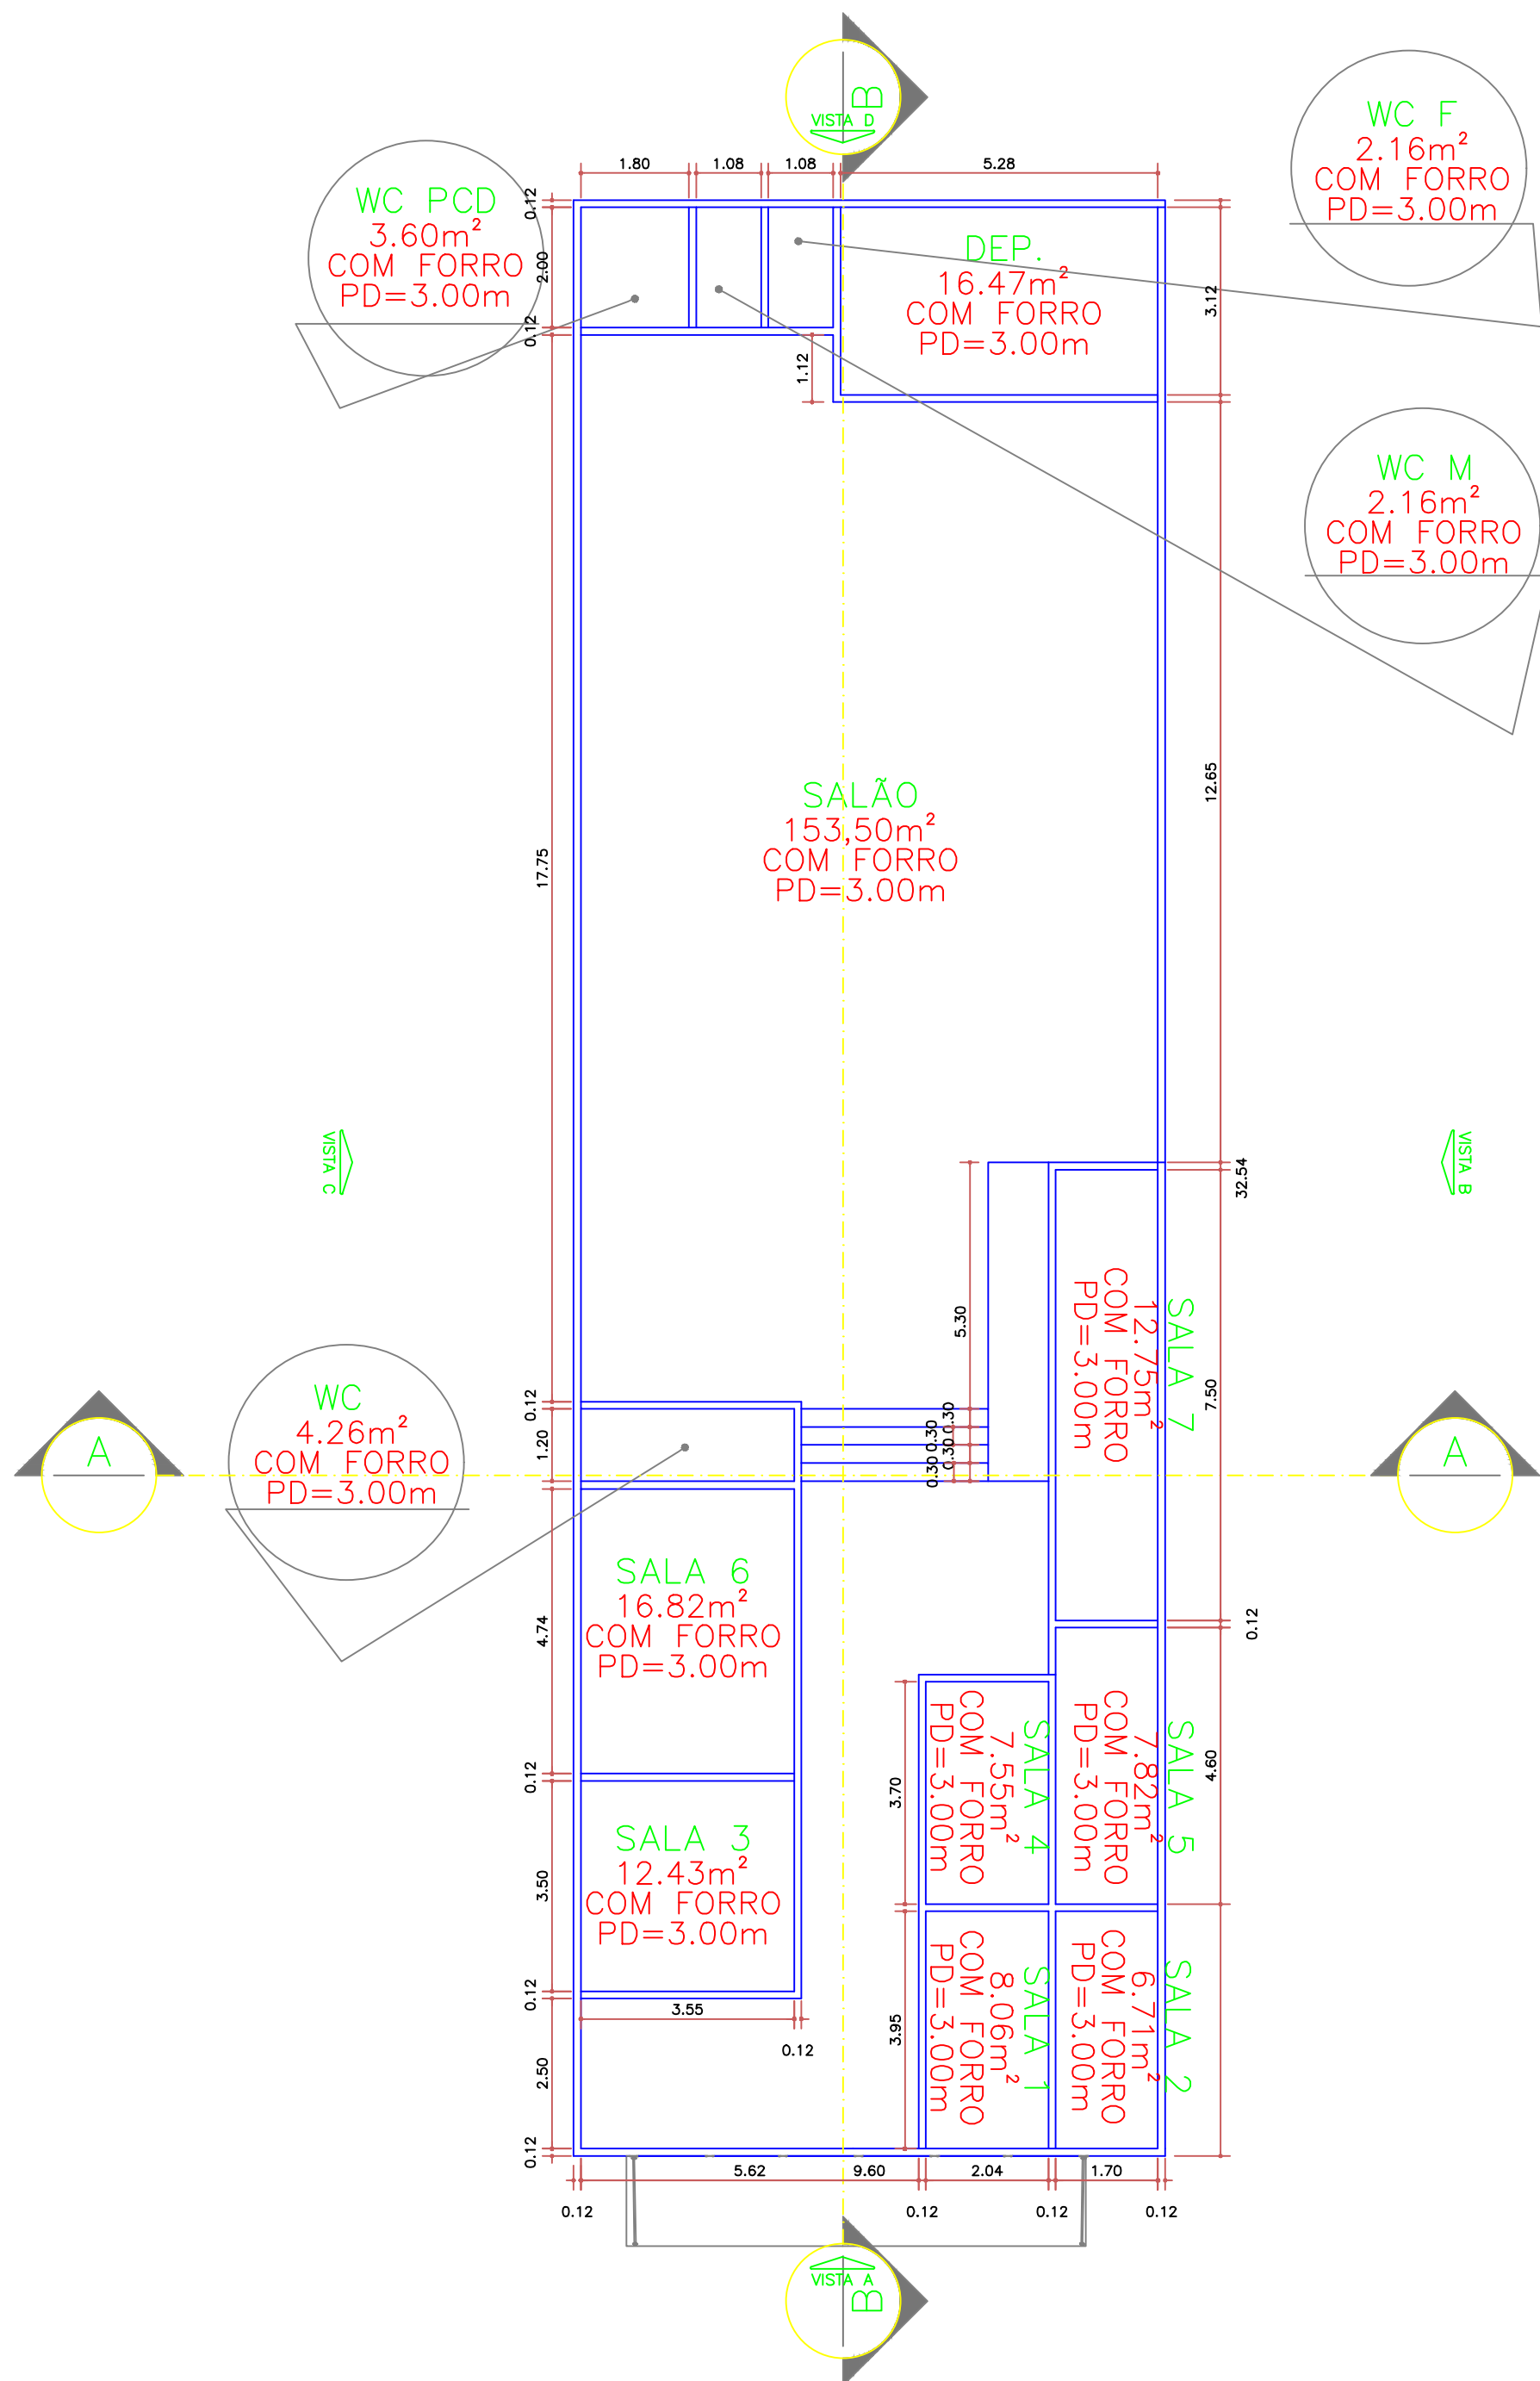 B
VISTA D
WC F
2.16m²
COM FORRO
PD=3.00m
WC PCD
3.60m²
COM FORRO
PD=3.00m
1.80
1.08
1.08
5.28
0.12
2.00
0.12
DEP.
16.47m²
COM FORRO
PD=3.00m
3.12
1.12
WC M
2.16m²
COM FORRO
PD=3.00m
12.65
SALÃO
153,50m²
COM FORRO
PD=3.00m
17.75
VISTA C
VISTA B
32.54
5.30
SALA 7
12.75m²
COM FORRO
PD=3.00m
7.50
0.12
1.20
0.30
0.30
0.30
0.30
WC
4.26m²
COM FORRO
PD=3.00m
A
A
SALA 6
16.82m²
COM FORRO
PD=3.00m
4.74
0.12
0.12
SALA 4
7.55m²
COM FORRO
PD=3.00m
3.70
SALA 5
7.82m²
COM FORRO
PD=3.00m
4.60
SALA 3
12.43m²
COM FORRO
PD=3.00m
3.50
0.12
3.55
0.12
SALA 1
8.06m²
COM FORRO
PD=3.00m
3.95
SALA 2
6.71m²
COM FORRO
PD=3.00m
2.50
0.12
5.62
9.60
2.04
1.70
0.12
0.12
0.12
0.12
VISTA A
B